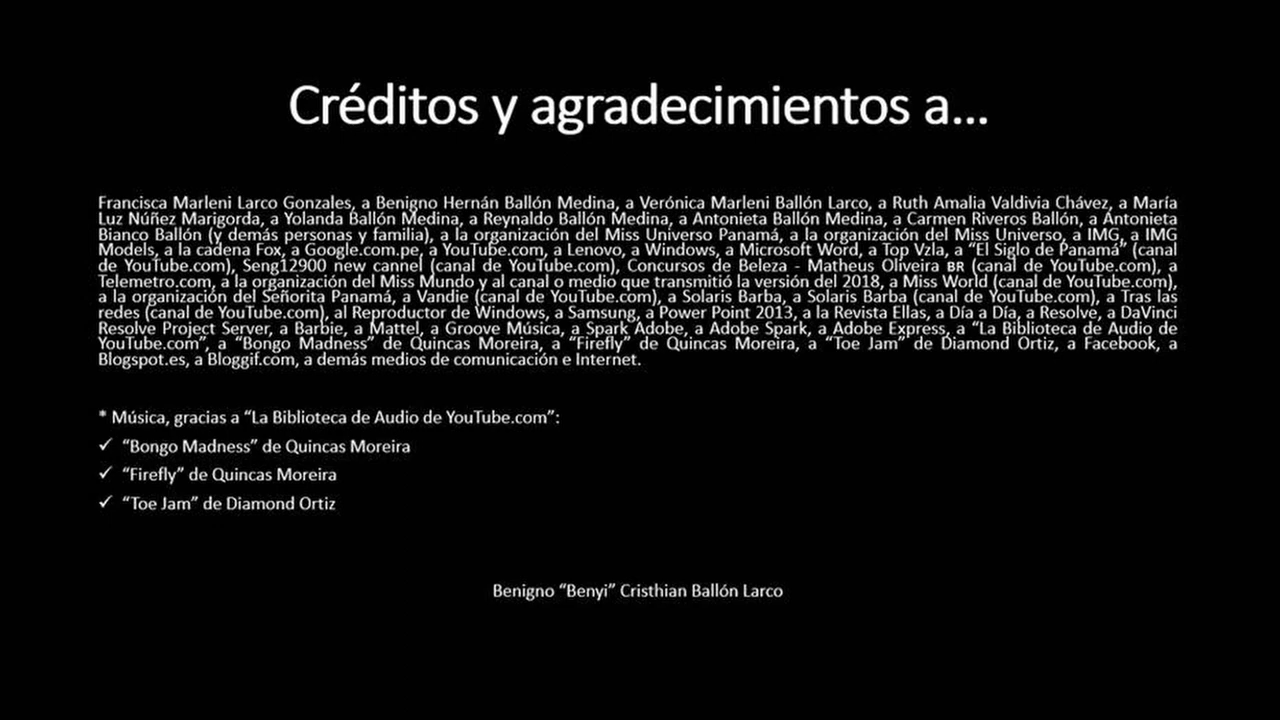 Créditos y agradecimientos a...
Francisca Marleni Larco Gonzales, a Benigno Hernán Ballón Medina, a Verónica Marleni Ballón Larco, a Ruth Amalia Valdivia Chávez, a María
Luz Núñez Marigorda, a Yolanda Ballón Medina, a Reynaldo Ballón Medina, a Antonieta Ballón Medina, a Carmen Riveros Ballón, a Antonieta
Bianco Ballón (y demás personas y familia), a la organización del Miss Universo Panamá, a la organización del Miss Universo, a IMG, a IMG
Models, a la cadena Fox, a Google.com.pe, a YouTube.com, a Lenovo, a Windows, a Microsoft Word, a Top Vzla, a “El Siglo de Panamá” (canal
de YouTube.com), Seng12900 new cannel (canal de YouTube.com), Concursos de Beleza - Matheus Oliveira BR (canal de YouTube.com), a
Telemetro.com, a la organización del Miss Mundo y al canal o medio que transmitió la versión del 2018, a Miss World (canal de YouTube.com),
a la organización del Señorita Panamá, a Vandie (canal de YouTube.com), a Solaris Barba, a Solaris Barba (canal de YouTube.com), a Tras las
redes (canal de YouTube.com), al Reproductor de Windows, a Samsung, a Power Point 2013, a la Revista Ellas, a Día a Día, a Resolve, a DaVinci
Resolve Project Server, a Barbie, a Mattel, a Groove Música, a Spark Adobe, a Adobe Spark, a Adobe Express, a “La Biblioteca de Audio de
YouTube.com”, a “Bongo Madness” de Quincas Moreira, a “Firefly” de Quincas Moreira, a “Toe Jam” de Diamond Ortiz, a Facebook, a
Blogspot.es, a Bloggif.com, a demás medios de comunicación e Internet.
* Música, gracias a “La Biblioteca de Audio de YouTube.com”:
✓ “Bongo Madness” de Quincas Moreira
✓ “Firefly” de Quincas Moreira
✓ “Toe Jam” de Diamond Ortiz
Benigno “Benyi” Cristhian Ballón Larco